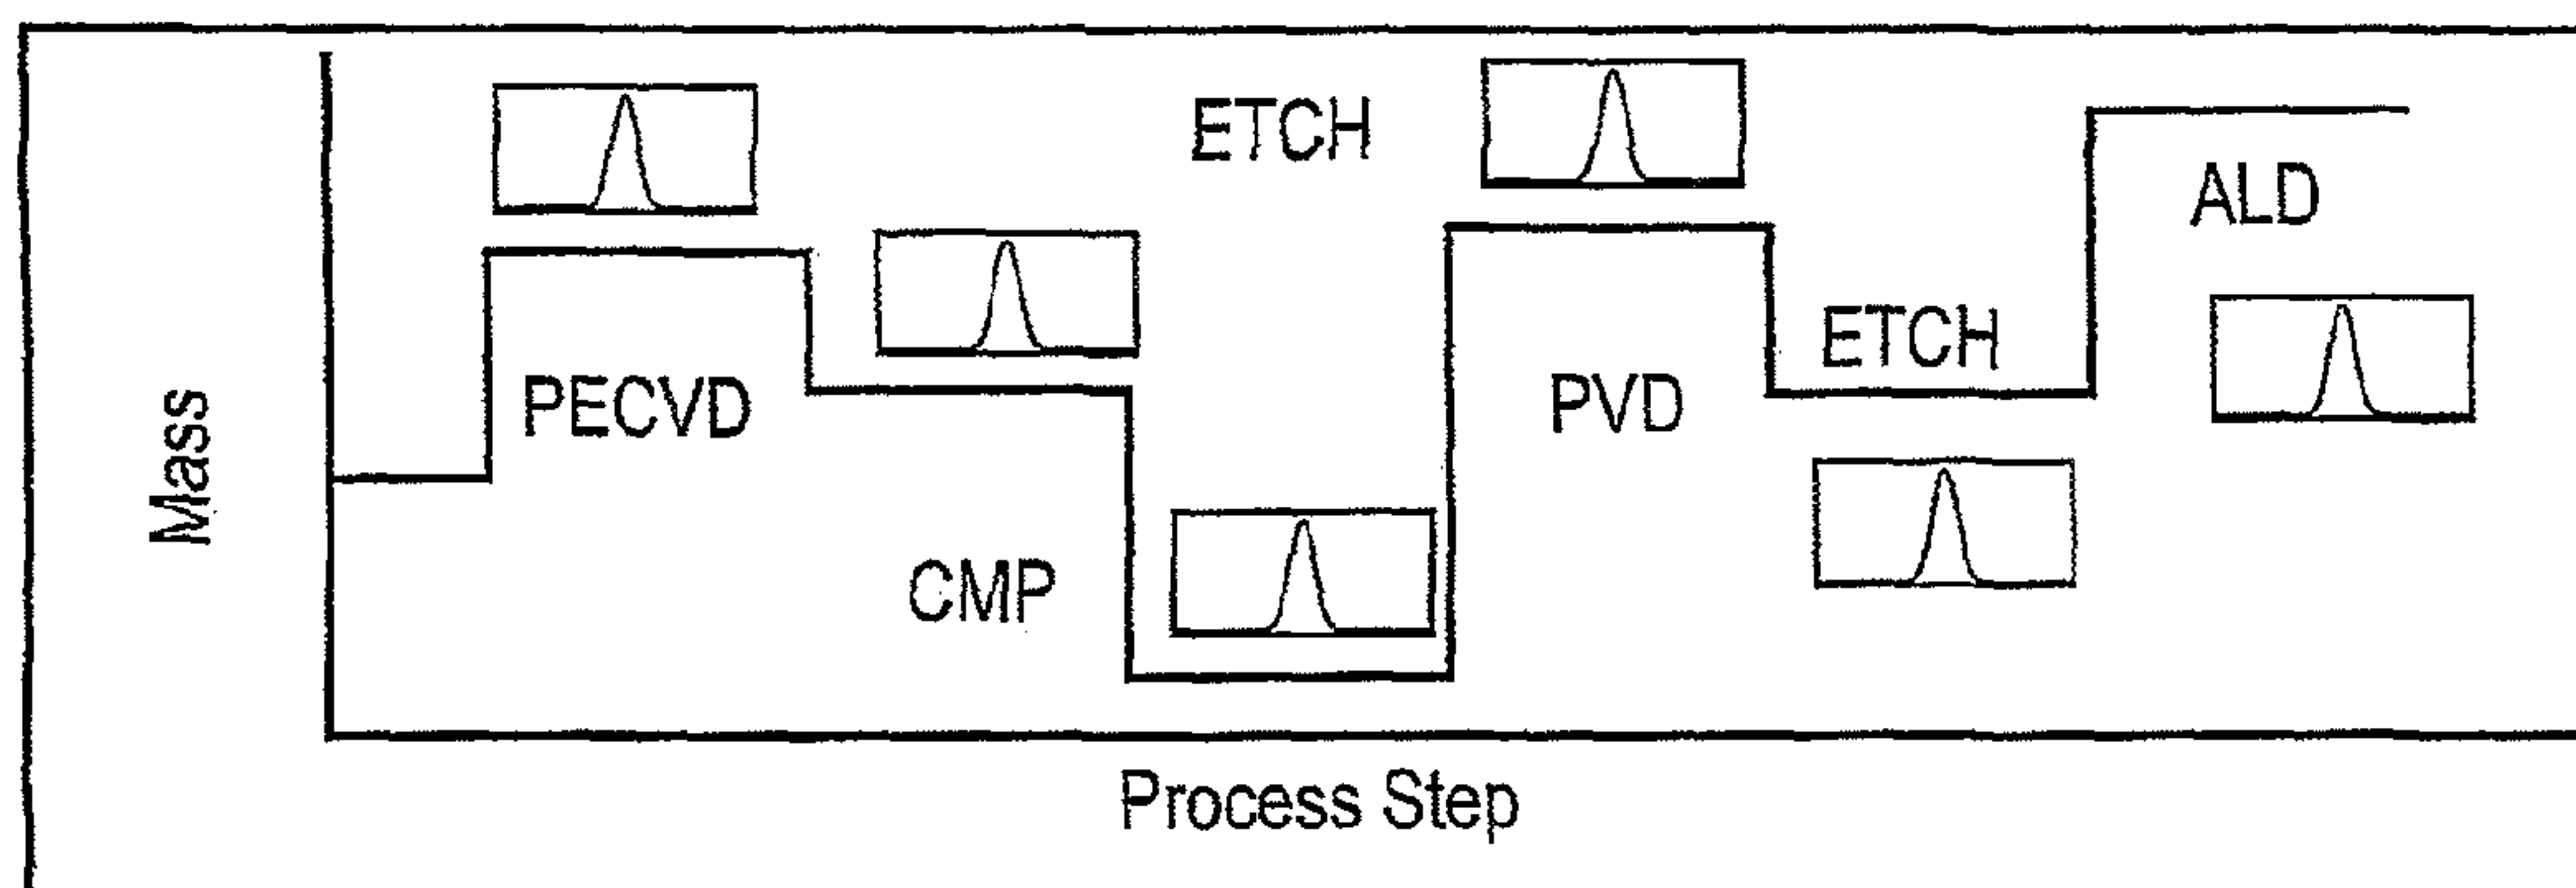 ETCH
ALD
ETCH
PECVD
PVD
Mass
CMP
Process Step